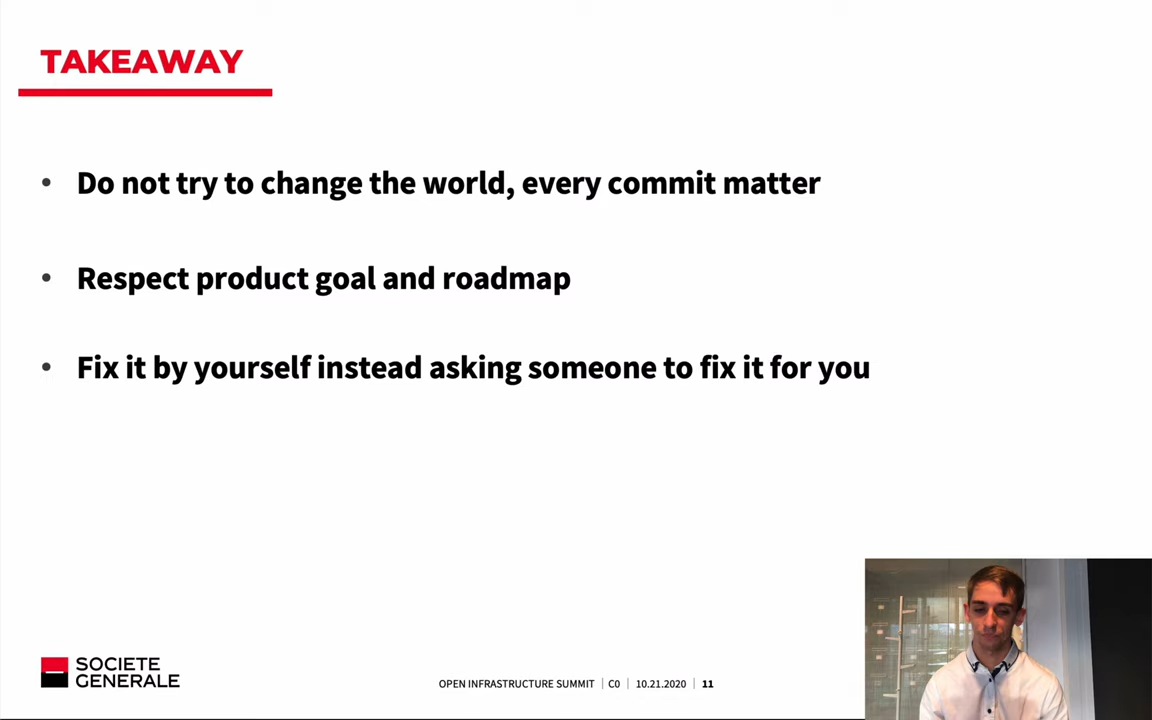 TAKEAWAY
• Do not try to change the world, every commit matter
• Respect product goal and roadmap
• Fix it by yourself instead asking someone to fix it for you
SOCIETE
GENERALE
OPEN INFRASTRUCTURE SUMMIT | C0 | 10.21.2020 | 11